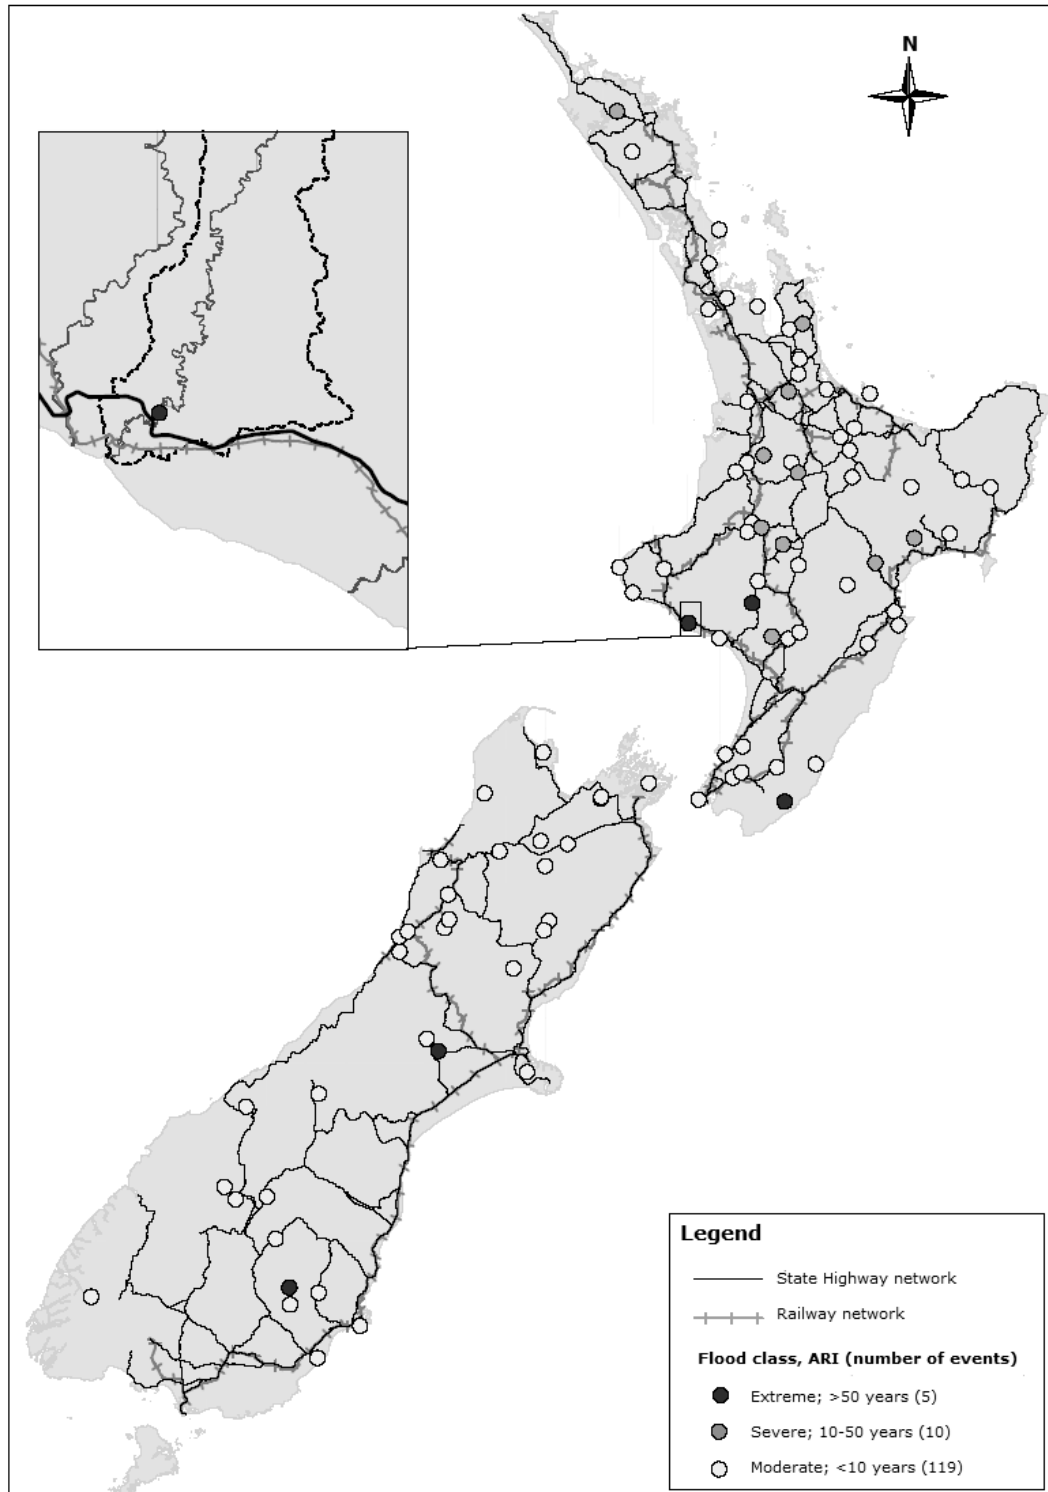 N
Legend
State Highway network
Railway network
Flood class, ARI (number of events)
Extreme; >50 years (5)
Severe; 10-50 years (10)
Moderate; <10 years (119)